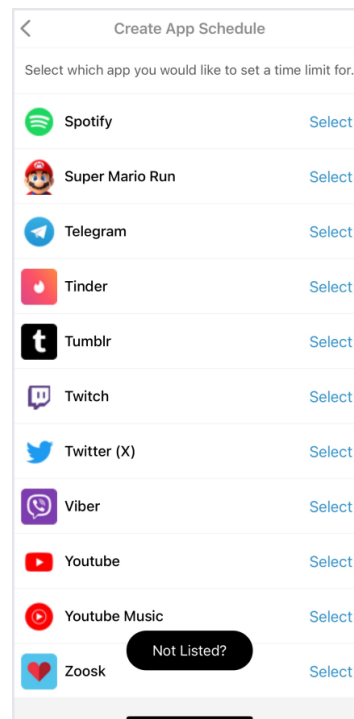 Create App Schedule
Select which app you would like to set a time limit for.
Spotify Select
Super Mario Run Select
Telegram Select
Tinder Select
t Tumblr Select
Twitch Select
Twitter (X) Select
Viber Select
Youtube Select
Youtube Music Select
Not Listed?
Zoosk Select